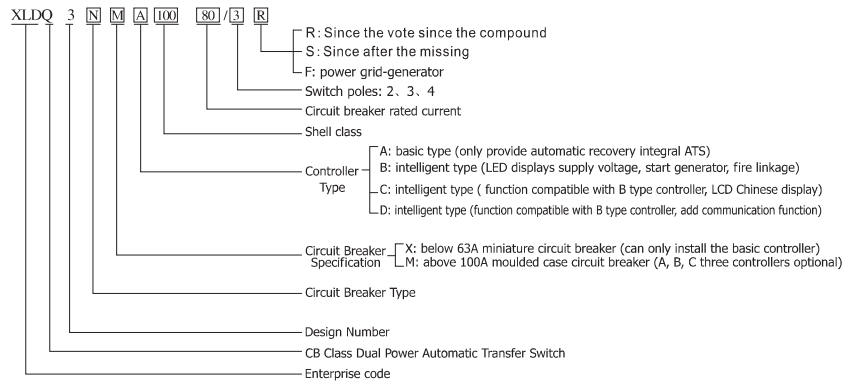 XLDQ 3 N M A 100 80 / 3 R
R: Since the vote since the compound
S: Since after the missing
F: power grid-generator
Switch poles: 2、3、4
Circuit breaker rated current
Shell class
Controller Type
A: basic type (only provide automatic recovery integral ATS)
B: intelligent type (LED displays supply voltage, start generator, fire linkage)
C: intelligent type ( function compatible with B type controller, LCD Chinese display)
D: intelligent type (function compatible with B type controller, add communication function)
Circuit Breaker Specification
X: below 63A miniature circuit breaker (can only install the basic controller)
M: above 100A moulded case circuit breaker (A, B, C three controllers optional)
Circuit Breaker Type
Design Number
CB Class Dual Power Automatic Transfer Switch
Enterprise code